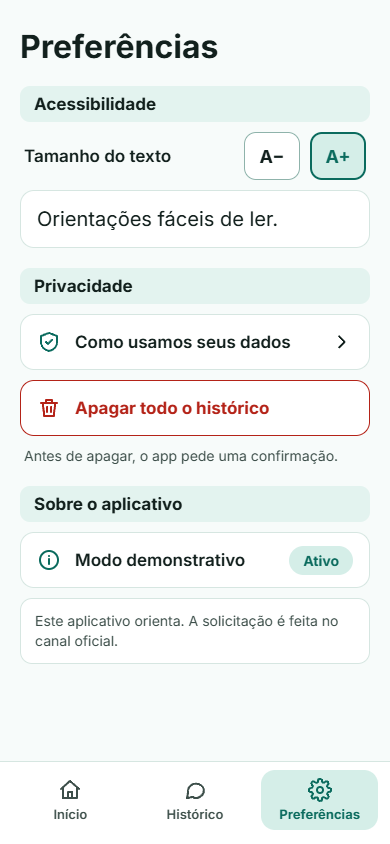 Preferências
Acessibilidade
Tamanho do texto
A−
A+
Orientações fáceis de ler.
Privacidade
Como usamos seus dados
Apagar todo o histórico
Antes de apagar, o app pede uma confirmação.
Sobre o aplicativo
Modo demonstrativo
Ativo
Este aplicativo orienta. A solicitação é feita no
canal oficial.
Início
Histórico
Preferências